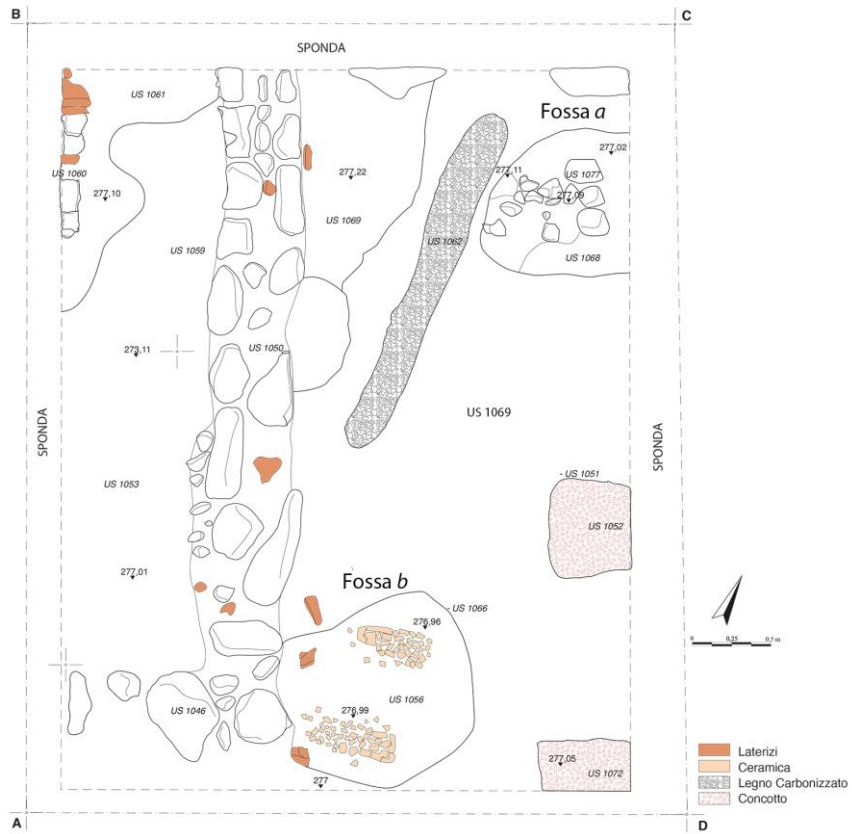 B
C
SPONDA
US 1061
Fossa a
277,02
US 1060
277,10
277,22
277,11
US 1077
277,09
US 1059
US 1069
US 1062
US 1068
273,11
US 1050
SPONDA
SPONDA
US 1069
US 1053
- US 1051
US 1052
277,01
Fossa b
- US 1066
276,96
US 1056
US 1046
276,99
277,05
US 1072
277
0 0,25 0,5 m
Laterizi
Ceramica
Legno Carbonizzato
Concotto
A
D